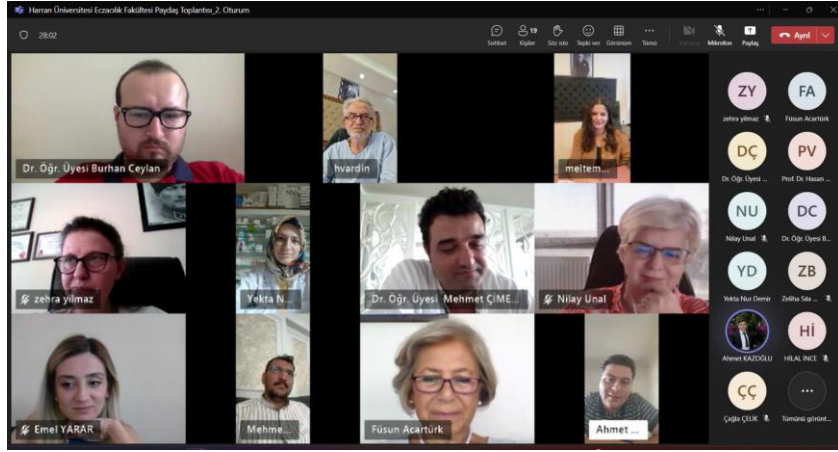 Harran Üniversitesi Eczacılık Fakültesi Paydaş Toplantısı_2. Oturum
28:02
Sohbet
19
Kişiler
Söz iste
Tepki ver
Görünüm
Tümü
Kamera
Mikrofon
Paylaş
Ayrıl
Dr. Öğr. Üyesi Burhan Ceylan
hvardin
meltem...
zehra yilmaz
Yekta N...
Dr. Öğr. Üyesi Mehmet ÇİME...
Nilay Unal
Emel YARAR
Mehme...
Füsun Acartürk
Ahmet ...
ZY
zehra yilmaz
FA
Füsun Acartürk
DÇ
Dr. Öğr. Üyesi ...
PV
Prof. Dr. Hasan ...
NU
Nilay Unal
DC
Dr. Öğr. Üyesi B...
YD
Yekta Nur Demir
ZB
Zeliha Sıla ...
Ahmet KAZOĞLU
Hİ
HİLAL İNCE
ÇÇ
Çağla ÇELİK
Tümünü görünt...